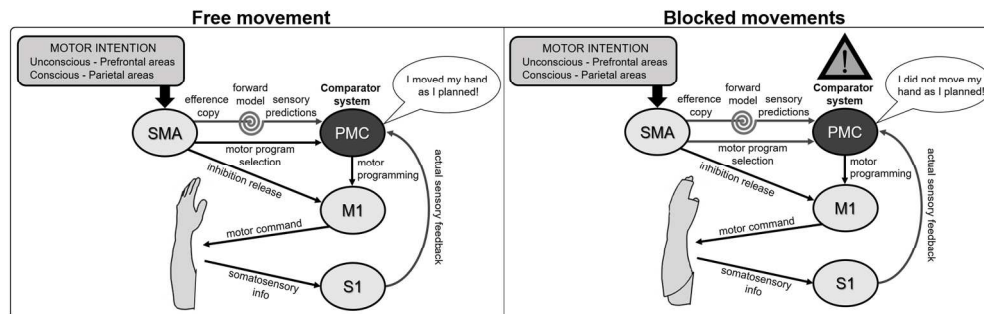 Free movement
MOTOR INTENTION
Unconscious - Prefrontal areas
Conscious - Parietal areas
efference
copy
forward
model
sensory
predictions
Comparator
system
I moved my hand
as I planned!
SMA
PMC
motor program
selection
inhibition release
motor
programming
M1
motor command
actual sensory
feedback
somatosensory
info
S1
Blocked movements
MOTOR INTENTION
Unconscious - Prefrontal areas
Conscious - Parietal areas
!
efference
copy
forward
model
sensory
predictions
Comparator
system
I did not move my
hand as I planned!
SMA
PMC
motor program
selection
inhibition release
motor
programming
M1
motor command
actual sensory
feedback
somatosensory
info
S1